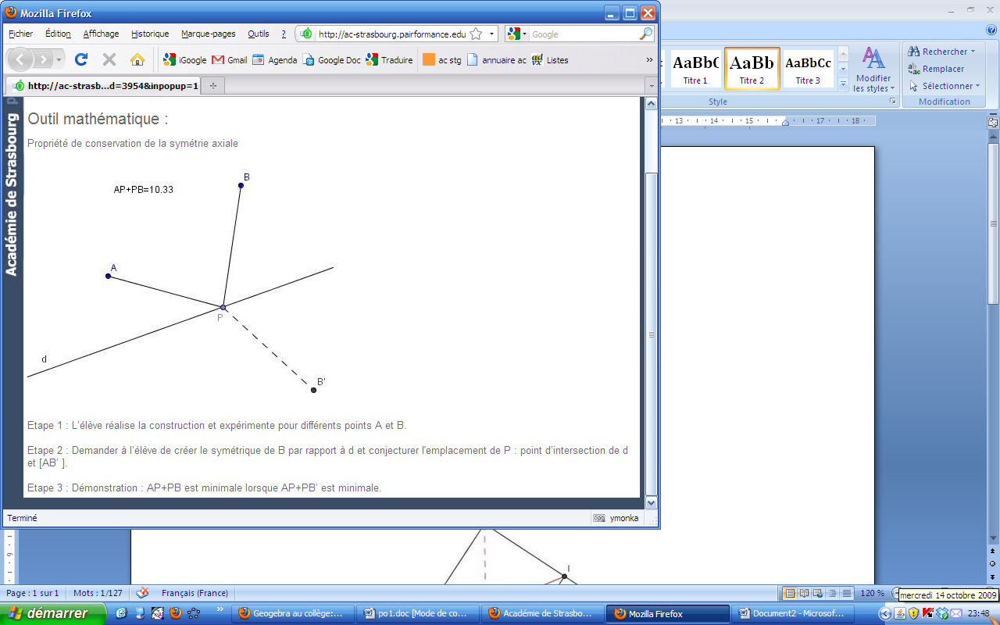 Mozilla Firefox
Fichier Édition Affichage Historique Marque-pages Outils ?
http://ac-strasbourg.pairformance.edu
Google
iGoogle Gmail Agenda Google Doc Traduire ac stg annuaire ac Listes »
http://ac-strasb...d=3954&inpopup=1
Académie de Strasbourg
Outil mathématique :
Propriété de conservation de la symétrie axiale
AP+PB=10.33
B
A
P
d
B'
Etape 1 : L'élève réalise la construction et expérimente pour différents points A et B.
Etape 2 : Demander à l'élève de créer le symétrique de B par rapport à d et conjecturer l'emplacement de P : point d'intersection de d
et [AB' ].
Etape 3 : Démonstration : AP+PB est minimale lorsque AP+PB' est minimale.
Terminé
ymonka
AaBbC AaBb AaBbCc
Titre 1 Titre 2 Titre 3
Modifier
les styles
Style
Rechercher
Remplacer
Sélectionner
Modification
13 14 15 17 18
9
I
Page : 1 sur 1 Mots : 1/127 Français (France) 120 %
mercredi 14 octobre 2009
démarrer » Geogebra au collège:... po1.doc [Mode de co... Académie de Strasbo... Mozilla Firefox Document2 - Microsof... 23:48